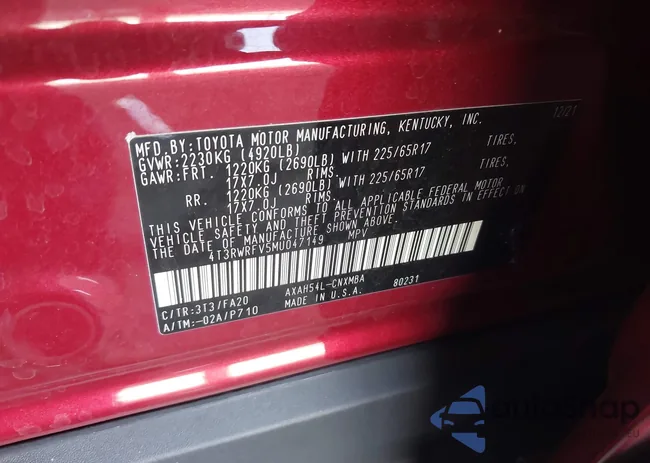 MFD.BY:TOYOTA MOTOR MANUFACTURING, KENTUCKY, INC. 12/21
GVWR:2230KG (4920LB)
GAWR:FRT. 1220KG (2690LB) WITH 225/65R17 TIRES,
17X7.0J RIMS.
RR. 1220KG (2690LB) WITH 225/65R17 TIRES,
17X7.0J RIMS.
THIS VEHICLE CONFORMS TO ALL APPLICABLE FEDERAL MOTOR
VEHICLE SAFETY AND THEFT PREVENTION STANDARDS IN EFFECT ON
THE DATE OF MANUFACTURE SHOWN ABOVE.
4T3RWRFV5MU047149 MPV
C/TR:3T3/FA20 AXAH54L-CNXMBA 80231
A/TM:-02A/P710 MADE IN U.S.A.
AutoSnap